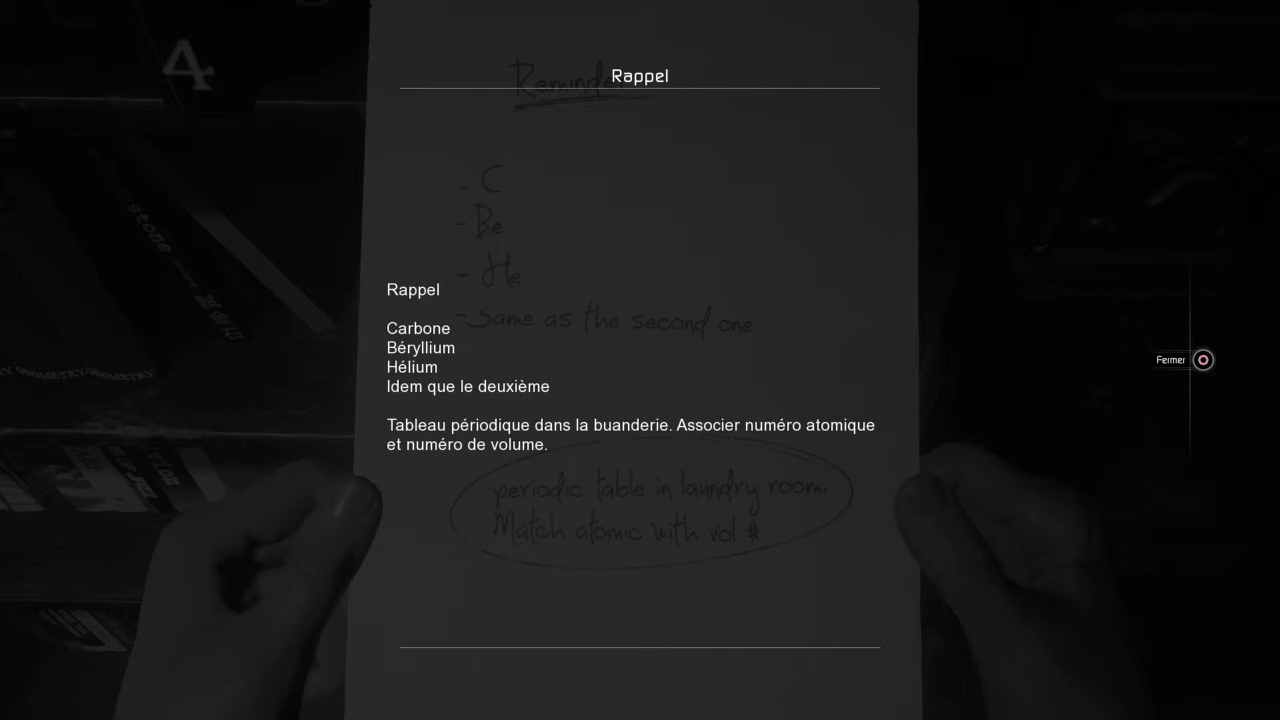 4
Reminder
Rappel
- C
- Be
- He
Rappel
- Same as the second one
Carbone
Béryllium
Hélium
Fermer
Idem que le deuxième
Tableau périodique dans la buanderie. Associer numéro atomique
et numéro de volume.
periodic table in laundry room.
Match atomic with vol #